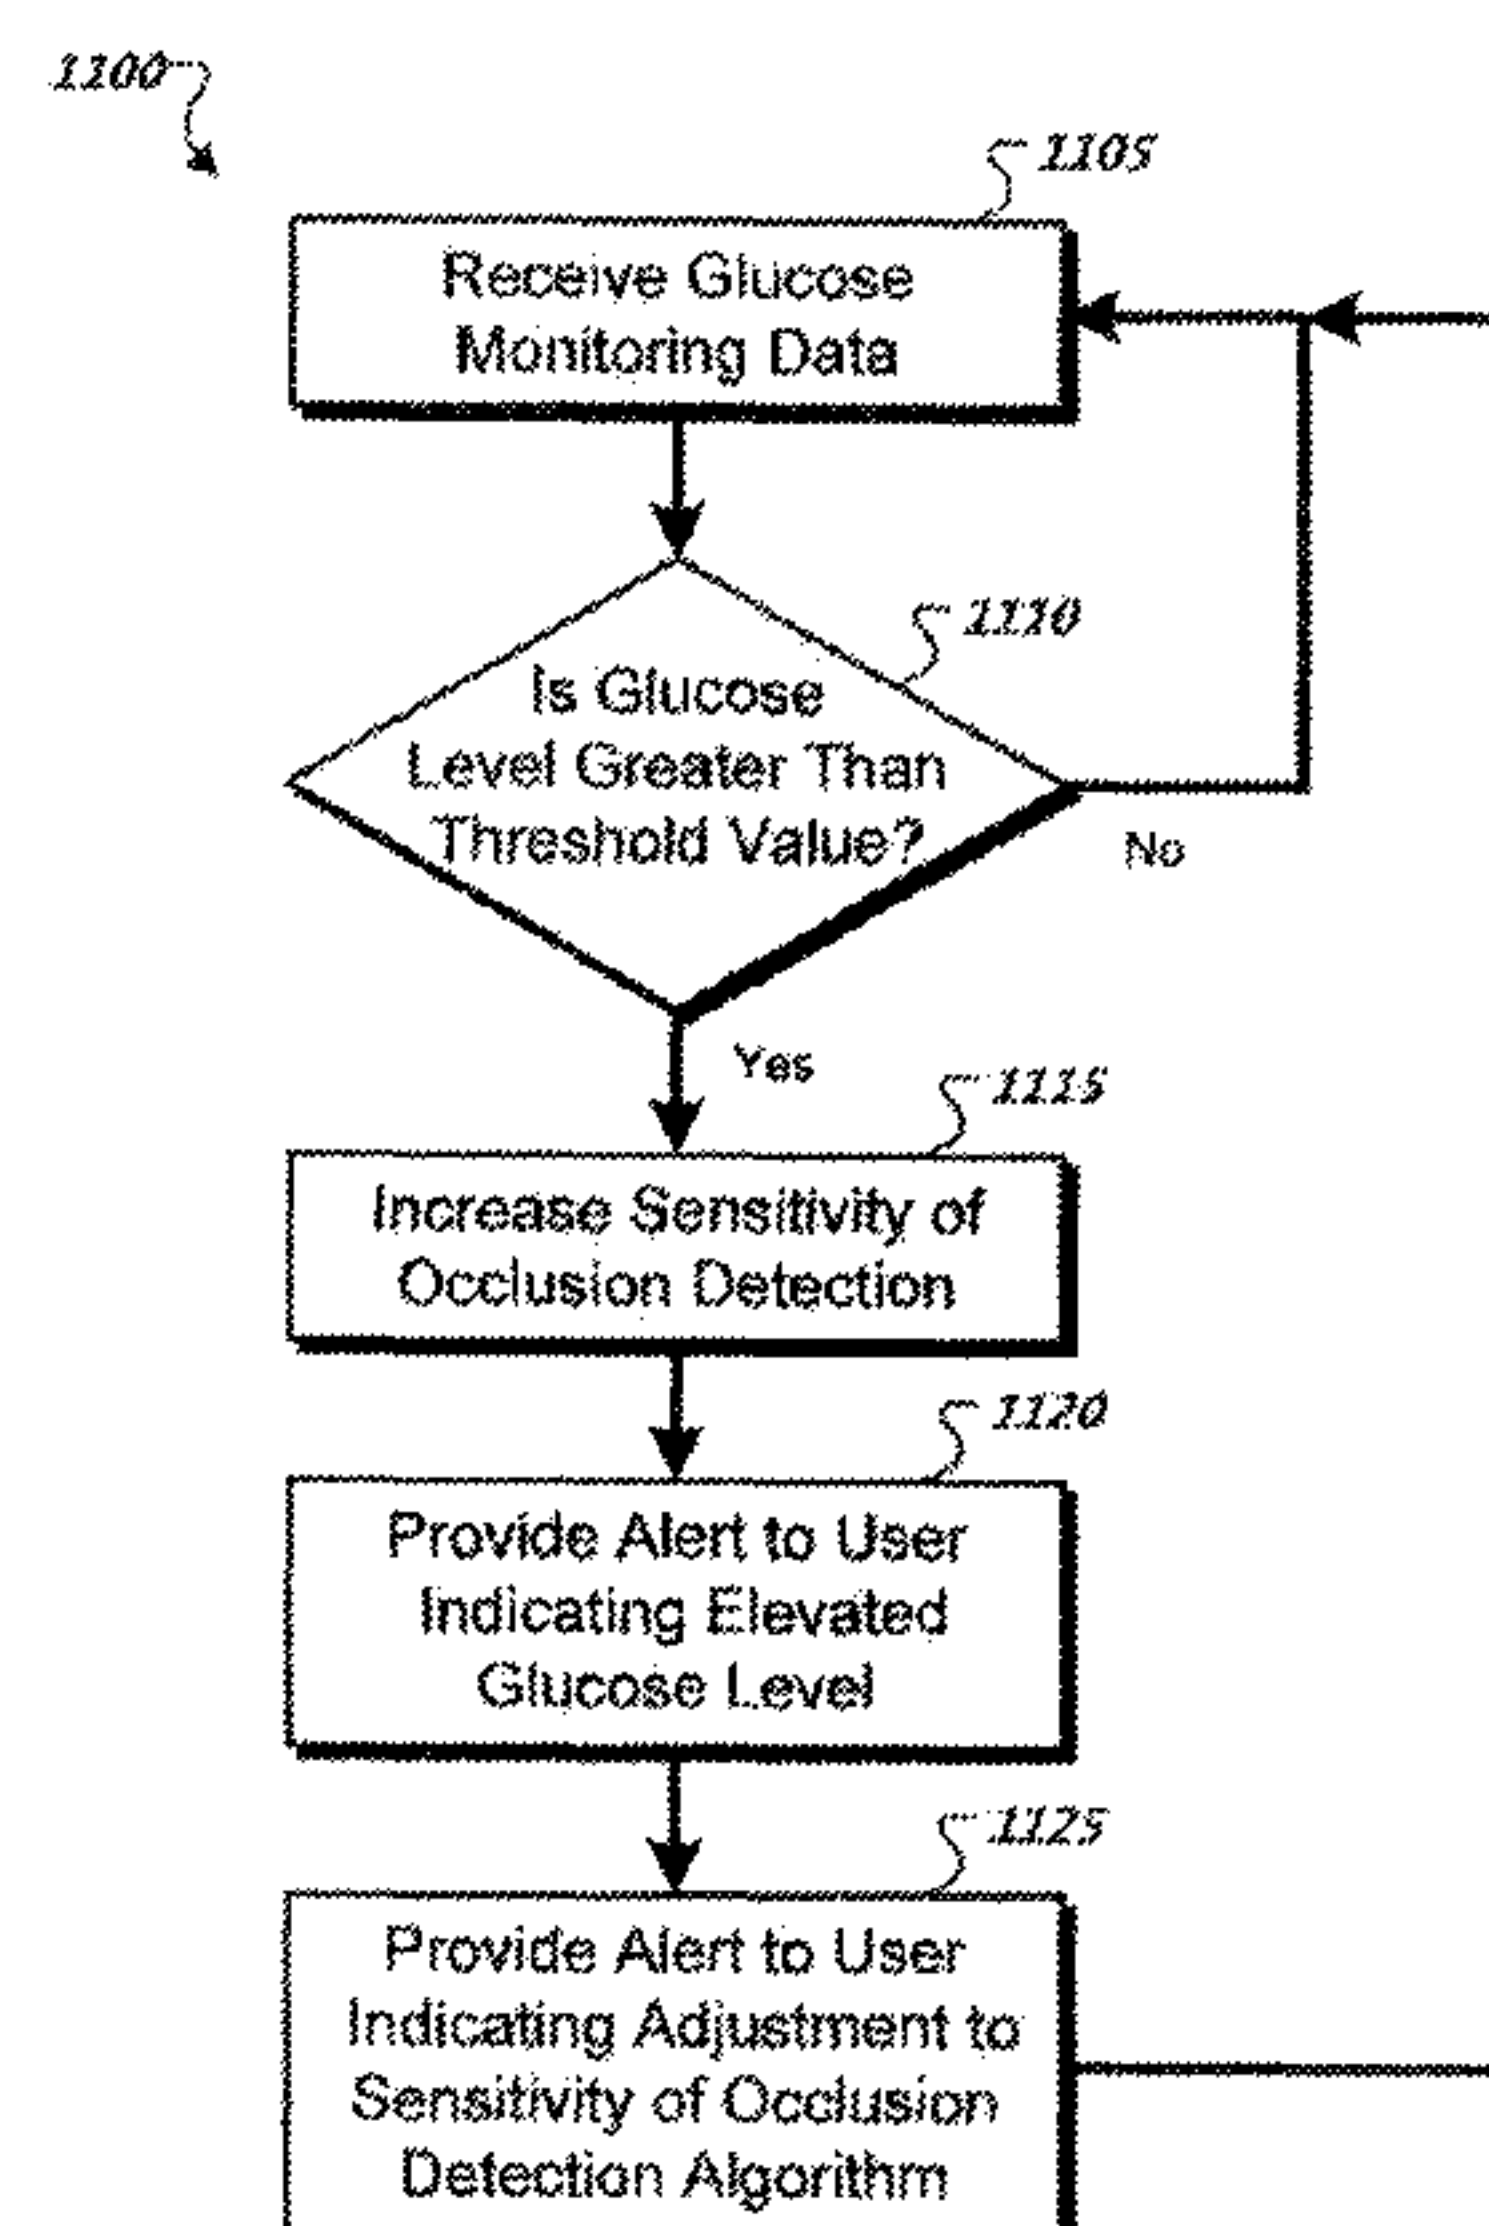 1100
1105
Receive Glucose
Monitoring Data
1110
Is Glucose
Level Greater Than
Threshold Value?
No
Yes
1115
Increase Sensitivity of
Occlusion Detection
1120
Provide Alert to User
Indicating Elevated
Glucose Level
1125
Provide Alert to User
Indicating Adjustment to
Sensitivity of Occlusion
Detection Algorithm